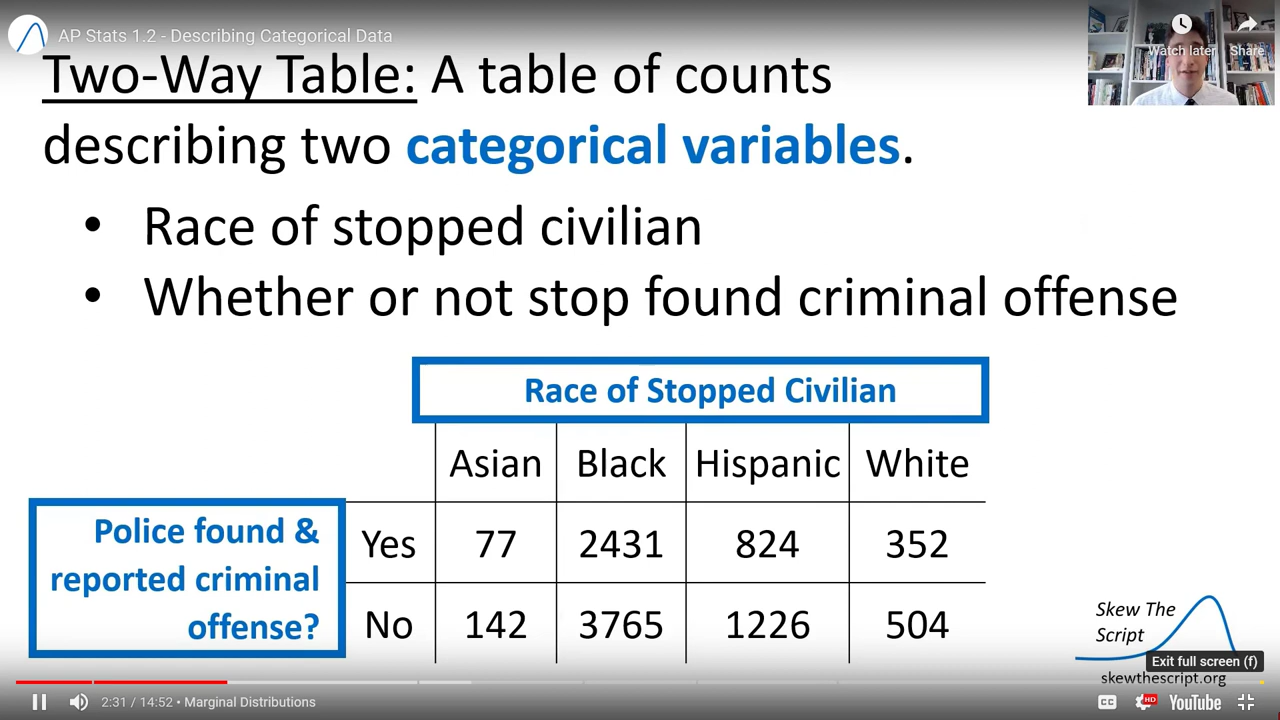 AP Stats 1.2 - Describing Categorical Data
Watch later
Share
Two-Way Table: A table of counts
describing two categorical variables.
• Race of stopped civilian
• Whether or not stop found criminal offense
Race of Stopped Civilian
Asian Black Hispanic White
Police found &
reported criminal
offense?
Yes 77 2431 824 352
No 142 3765 1226 504
Skew The
Script
skewthescript.org
Exit full screen (f)
2:31 / 14:52 • Marginal Distributions
CC
HD
YouTube